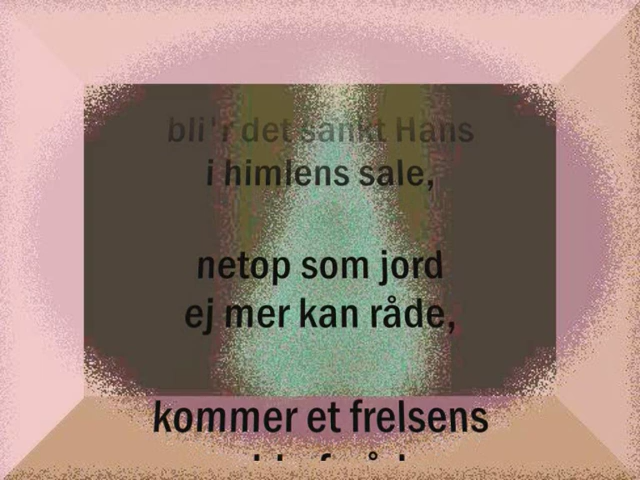 bli'r det sankt Hans
i himlens sale,
netop som jord
ej mer kan råde,
kommer et frelsens